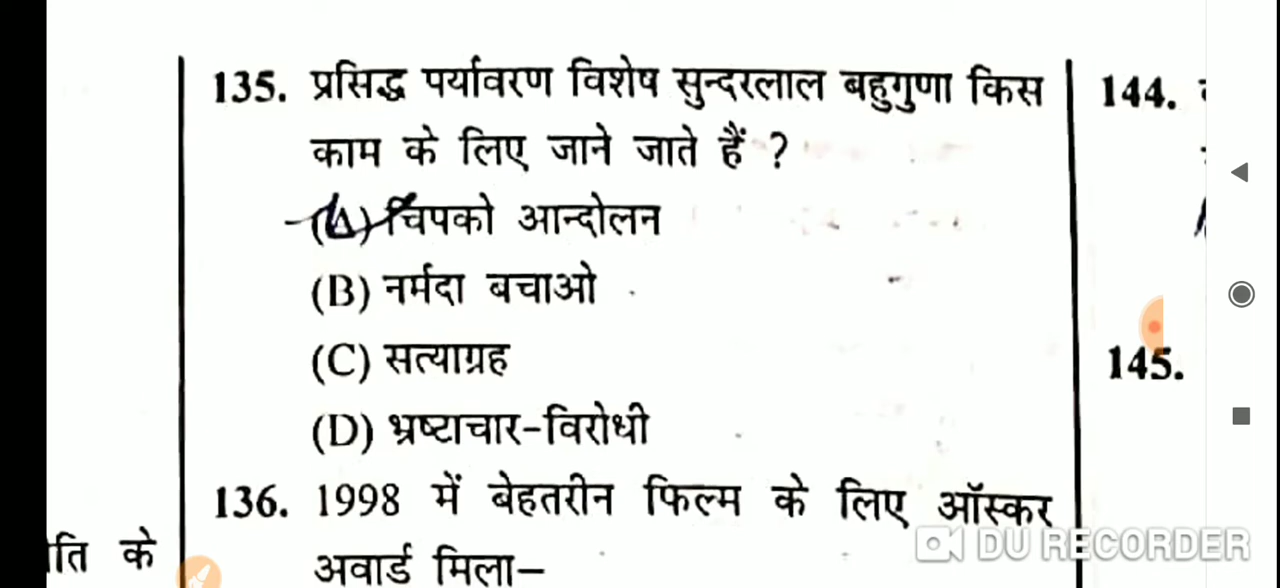 135. प्रसिद्ध पर्यावरण विशेष सुन्दरलाल बहुगुणा किस
काम के लिए जाने जाते हैं ?
(A) चिपको आन्दोलन
(B) नर्मदा बचाओ
(C) सत्याग्रह
(D) भ्रष्टाचार-विरोधी
136. 1998 में बेहतरीन फिल्म के लिए ऑस्कर
अवार्ड मिला–
के
144.
145.
DU RECORDER